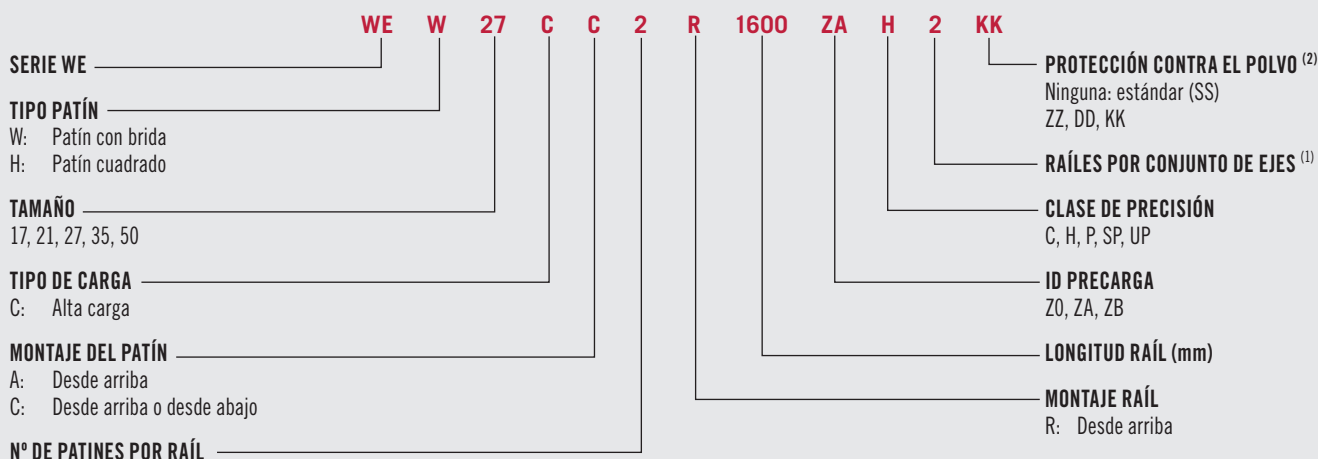 WE W 27 C C 2 R 1600 ZA H 2 KK
SERIE WE
TIPO PATÍN
W: Patín con brida
H: Patín cuadrado
TAMAÑO
17, 21, 27, 35, 50
TIPO DE CARGA
C: Alta carga
MONTAJE DEL PATÍN
A: Desde arriba
C: Desde arriba o desde abajo
Nº DE PATINES POR RAÍL
PROTECCIÓN CONTRA EL POLVO (2)
Ninguna: estándar (SS)
ZZ, DD, KK
RAÍLES POR CONJUNTO DE EJES (1)
CLASE DE PRECISIÓN
C, H, P, SP, UP
ID PRECARGA
Z0, ZA, ZB
LONGITUD RAÍL (mm)
MONTAJE RAÍL
R: Desde arriba